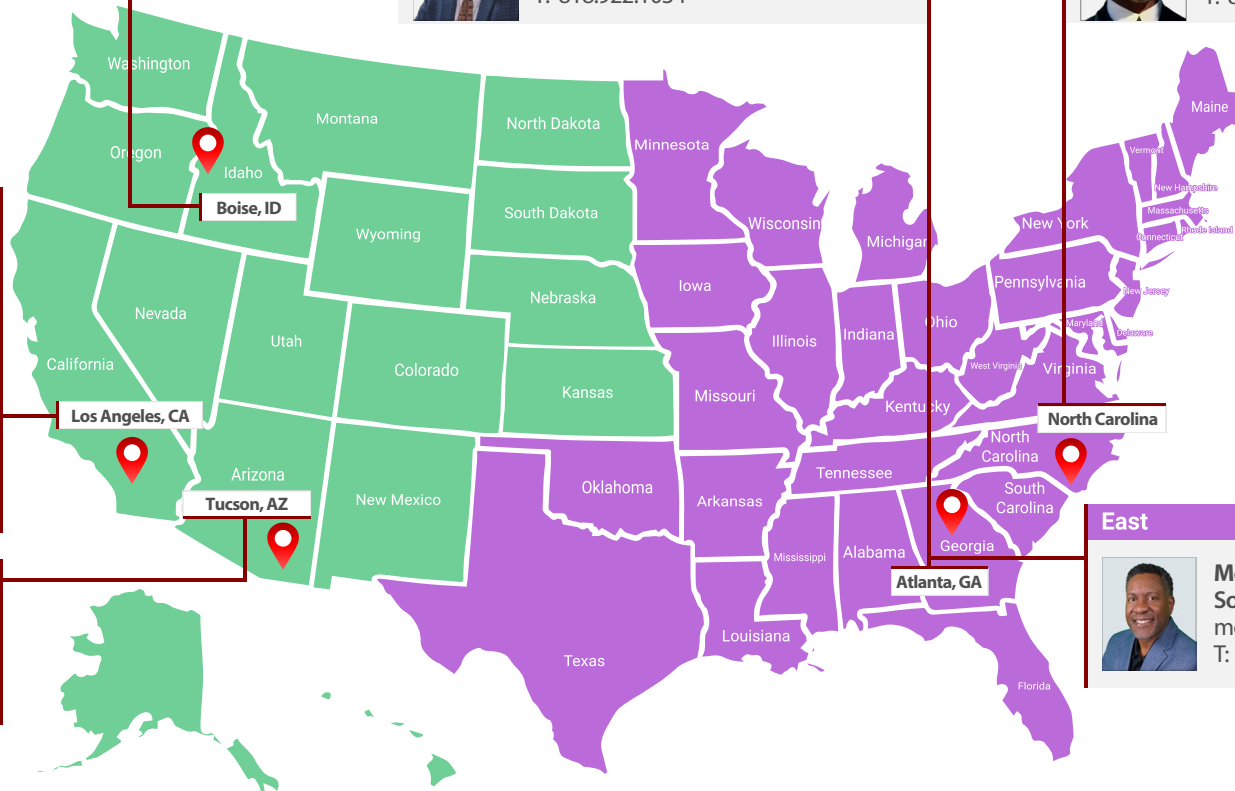 T: 818.922.1034
Washington
Maine
Montana
North Dakota
Minnesota
Vermont
Oregon
Idaho
New Hampshire
Boise, ID
South Dakota
Massachusetts
Wyoming
Wisconsin
New York
Rhode Island
Michigan
Connecticut
Nebraska
Iowa
Pennsylvania
New Jersey
Nevada
Ohio
Maryland
Delaware
Utah
Illinois
Indiana
California
Colorado
West Virginia
Virginia
Kansas
Missouri
Kentucky
Los Angeles, CA
North Carolina
North
Carolina
Arizona
Tennessee
New Mexico
Oklahoma
South
Carolina
Tucson, AZ
Arkansas
East
Mississippi
Alabama
Georgia
Atlanta, GA
Louisiana
T:
Texas
Florida